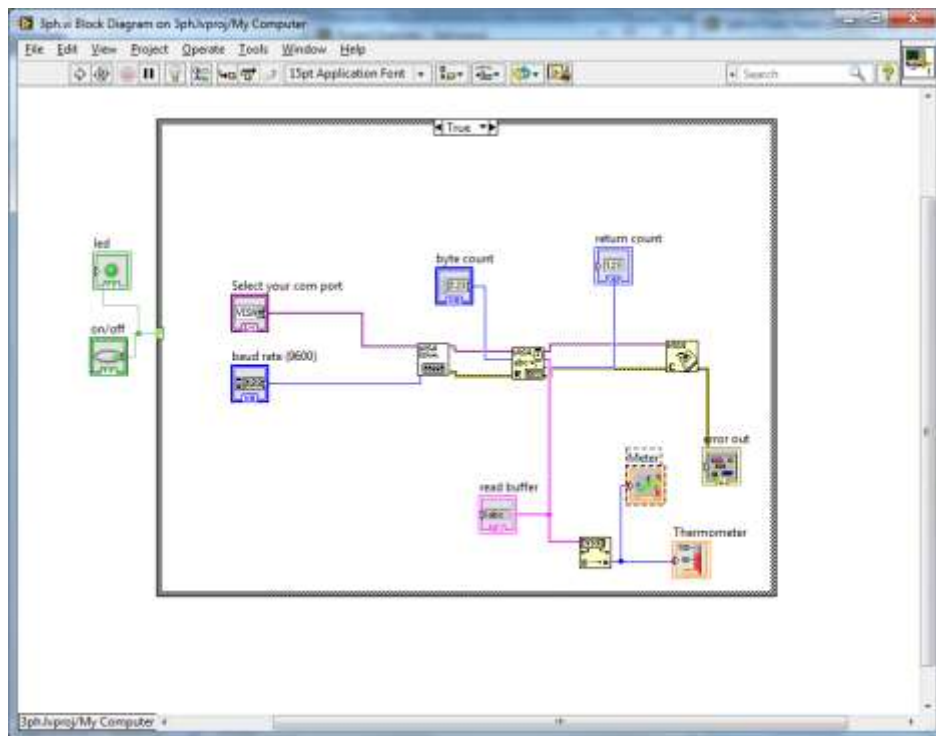 3ph.vi Block Diagram on 3ph.lvproj/My Computer
File Edit View Project Operate Tools Window Help
15pt Application Font
Search
True
led
on/off
Select your com port
baud rate (9600)
byte count
return count
read buffer
Meter
error out
Thermometer
3ph.lvproj/My Computer